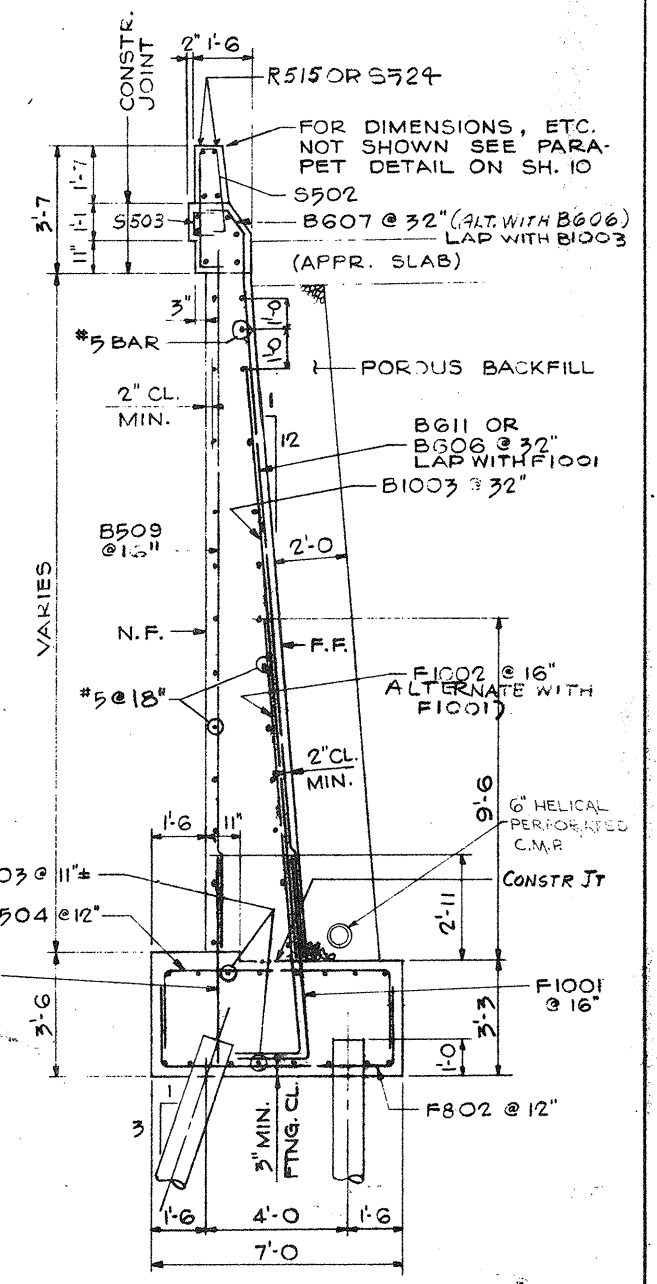 CONSTR.
JOINT
2" 1'-6
R515 OR S524
FOR DIMENSIONS, ETC.
NOT SHOWN SEE PARA-
PET DETAIL ON SH. 10
S502
1'-7
3'-7
1'-1
11"
S503
B607 @ 32" (ALT. WITH B606)
LAP WITH B1003
(APPR. SLAB)
3"
1'-0
1'-0
#5 BAR
POROUS BACKFILL
2" CL.
MIN.
1
12
B611 OR
B606 @ 32"
LAP WITH F1001
B1003 @ 32"
B509
@ 16"
2'-0
VARIES
N.F.
F.F.
F1002 @ 16"
ALTERNATE WITH
F1001)
#5 @ 18"
2" CL.
MIN.
9'-6
1'-6 11"
6" HELICAL
PERFORATED
C.M.P.
03 @ 11"±
2'-11
CONSTR JT
504 @ 12"
3'-6
F1001
@ 16"
3'-3
1'-0
1
3
3" MIN.
FTNG. CL.
F802 @ 12"
1'-6 4'-0 1'-6
7'-0